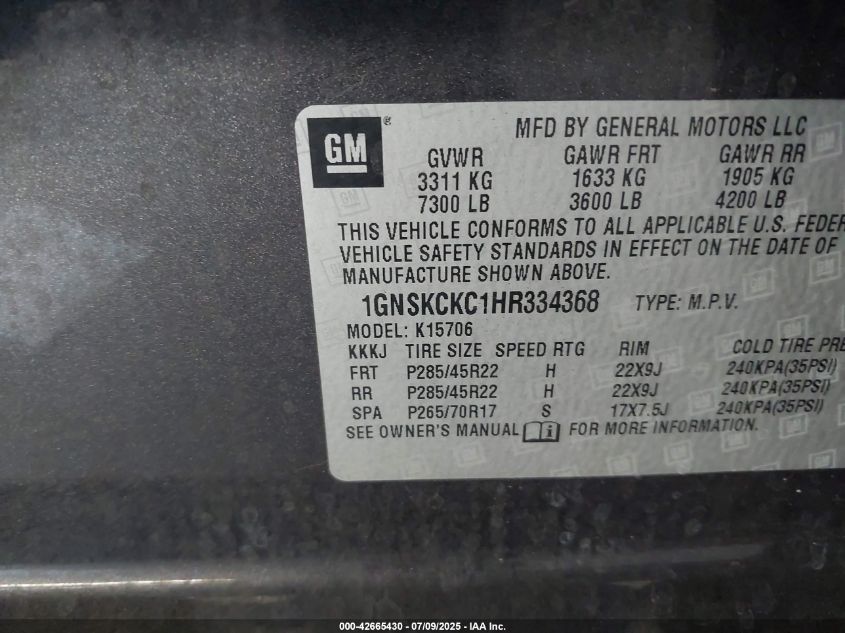 GM®
MFD BY GENERAL MOTORS LLC
GVWR GAWR FRT GAWR RR
3311 KG 1633 KG 1905 KG
7300 LB 3600 LB 4200 LB
THIS VEHICLE CONFORMS TO ALL APPLICABLE U.S. FEDER
VEHICLE SAFETY STANDARDS IN EFFECT ON THE DATE OF
MANUFACTURE SHOWN ABOVE.
1GNSKCKC1HR334368 TYPE: M.P.V.
MODEL: K15706
KKKJ TIRE SIZE SPEED RTG RIM COLD TIRE PRE
FRT P285/45R22 H 22X9J 240KPA(35PSI)
RR P285/45R22 H 22X9J 240KPA(35PSI)
SPA P265/70R17 S 17X7.5J 240KPA(35PSI)
SEE OWNER'S MANUAL FOR MORE INFORMATION.
000-42665430 - 07/09/2025 - IAA Inc.